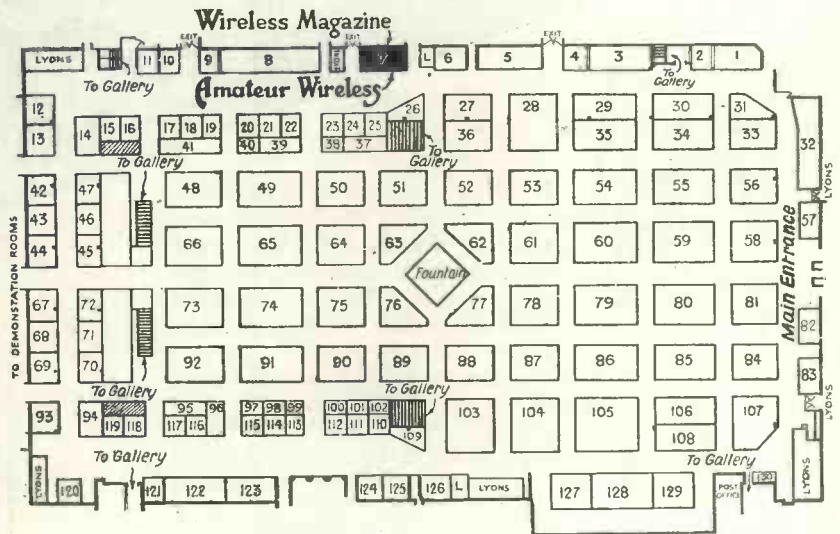 Wireless Magazine
EXIT EXIT EXIT
LYONS 11 10 9 8 LYONS 7 L 6 5 4 3 2 1
To Gallery Amateur Wireless To Gallery
12 26 27 28 29 30 31
13 14 15 16 17 18 19 20 21 22 23 24 25 36 35 34 33 32 LYONS
41 40 39 38 37 To Gallery
To Gallery
42 47 48 49 50 51 52 53 54 55 56 57
43 46
44 45 66 65 64 63 62 61 60 59 58
Fountain
TO DEMONSTATION ROOMS
Main Entrance
67 72 73 74 75 76 77 78 79 80 81 82
68 71
69 70 92 91 90 89 88 87 86 85 84 83
To Gallery To Gallery LYONS
93 94 95 96 97 98 99 100 101 102 103 104 105 106 107
119 118 117 116 115 114 113 112 111 110 109 108
To Gallery To Gallery
LYONS 120 121 122 123 124 125 126 L LYONS 127 128 129 POST OFFICE 130 LYONS